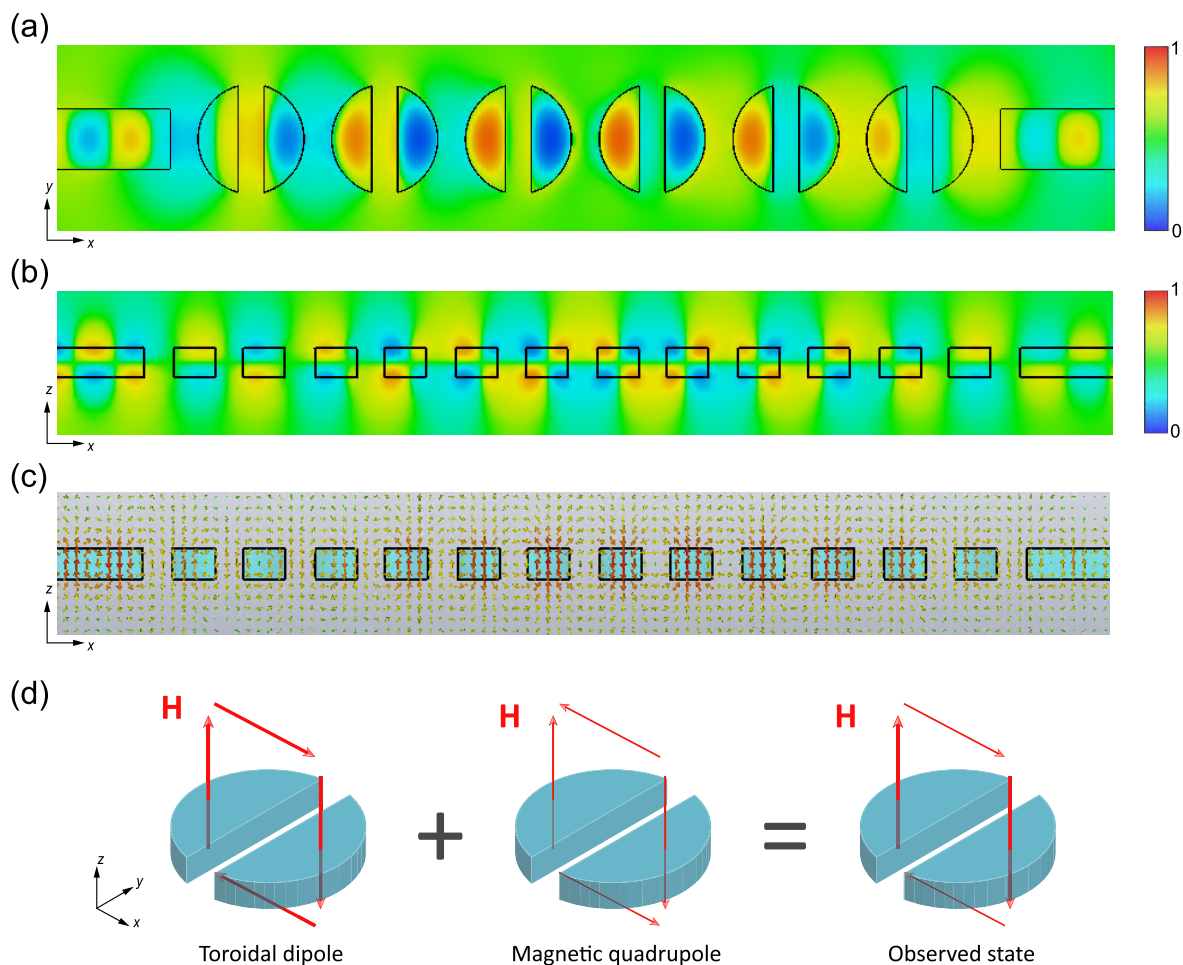 (a)
1
0
y
x
(b)
1
0
z
x
(c)
z
x
(d)
H
H
H
+
=
z
y
x
Toroidal dipole
Magnetic quadrupole
Observed state